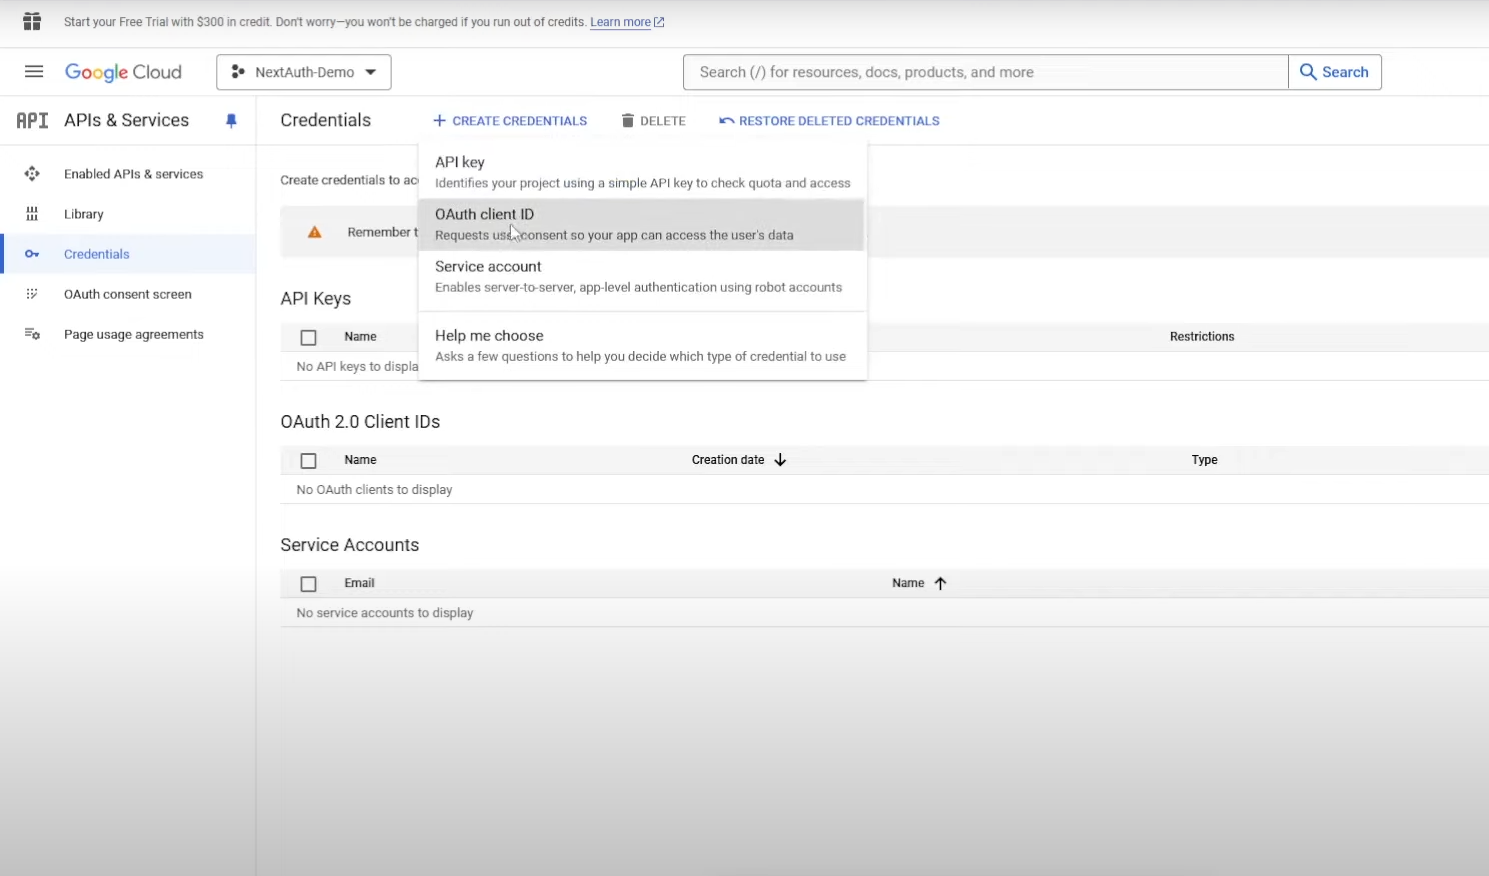 Start your Free Trial with $300 in credit. Don't worry—you won't be charged if you run out of credits. Learn more
Google Cloud
NextAuth-Demo
Search (/) for resources, docs, products, and more
Search
API APIs & Services
Credentials
CREATE CREDENTIALS
DELETE
RESTORE DELETED CREDENTIALS
Enabled APIs & services
Library
Credentials
OAuth consent screen
Page usage agreements
Create credentials to
Remember
API key
Identifies your project using a simple API key to check quota and access
OAuth client ID
Requests user consent so your app can access the user's data
Service account
Enables server-to-server, app-level authentication using robot accounts
Help me choose
Asks a few questions to help you decide which type of credential to use
API Keys
Name
Restrictions
No API keys to displa
OAuth 2.0 Client IDs
Name
Creation date
Type
No OAuth clients to display
Service Accounts
Email
Name
No service accounts to display